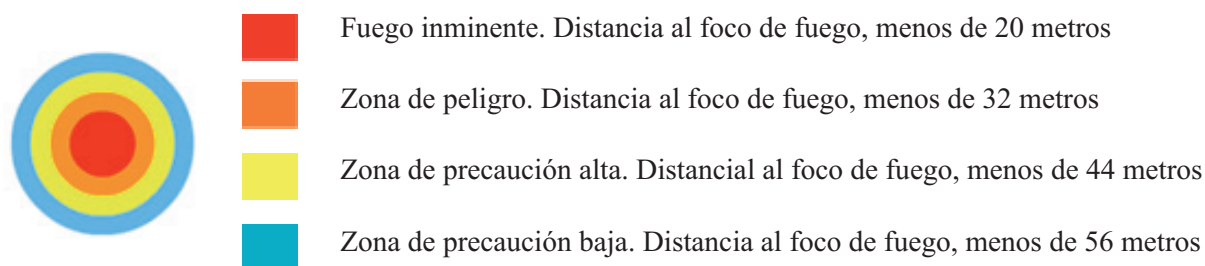 Fuego inminente. Distancia al foco de fuego, menos de 20 metros
Zona de peligro. Distancia al foco de fuego, menos de 32 metros
Zona de precaución alta. Distancial al foco de fuego, menos de 44 metros
Zona de precaución baja. Distancia al foco de fuego, menos de 56 metros